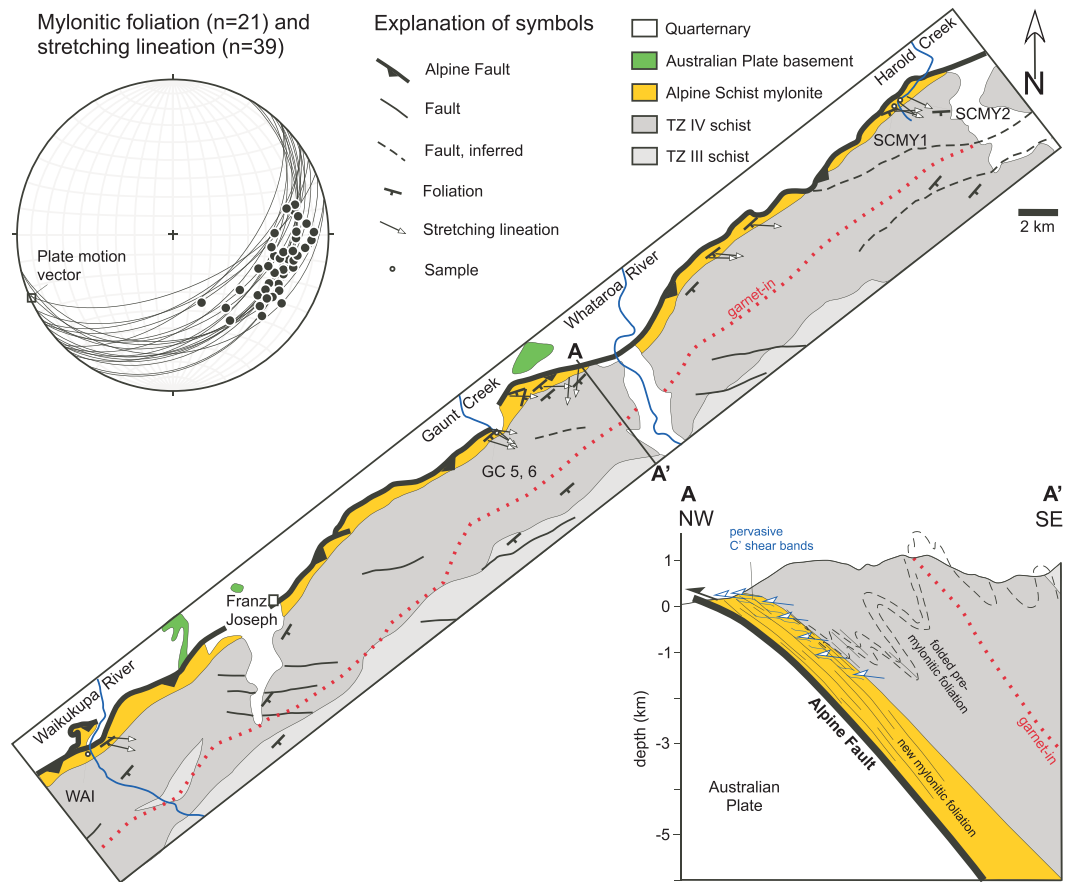 Mylonitic foliation (n=21) and
stretching lineation (n=39)
Plate motion
vector
Explanation of symbols
Alpine Fault
Fault
Fault, inferred
Foliation
Stretching lineation
Sample
Quarternary
Australian Plate basement
Alpine Schist mylonite
TZ IV schist
TZ III schist
N
2 km
Harold Creek
SCMY2
SCMY1
garnet-in
Whataroa River
A
Gaunt Creek
A'
GC 5, 6
Franz
Joseph
Waikukupa River
WAI
A
NW
A'
SE
pervasive
C' shear bands
1
0
-1
-3
-5
depth (km)
folded pre-
mylonitic foliation
garnet-in
Alpine Fault
new mylonitic foliation
Australian
Plate